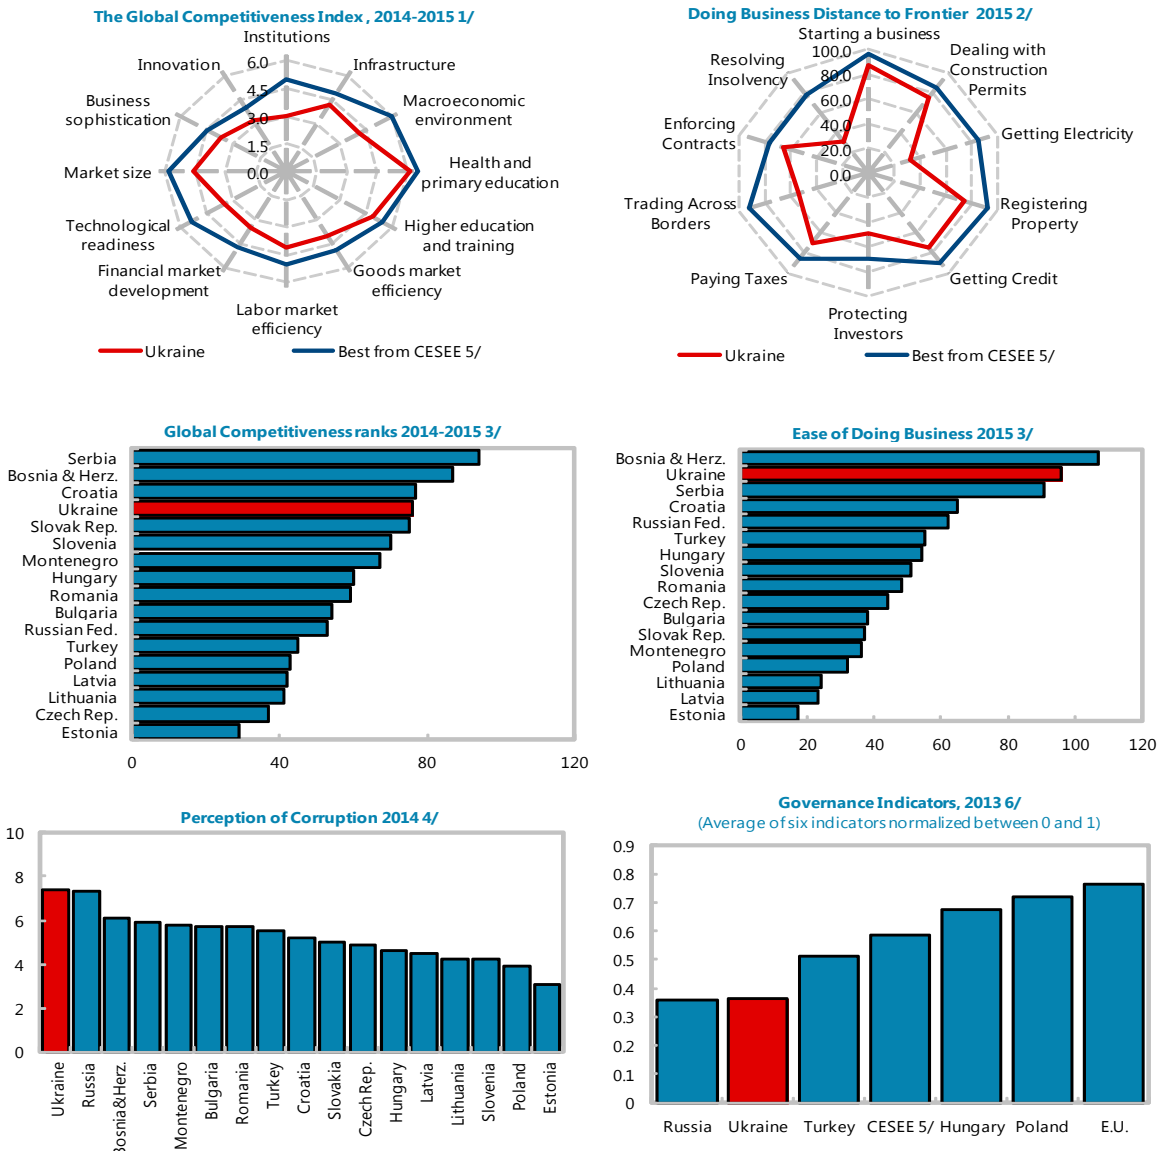 The Global Competitiveness Index , 2014-2015 1/
Institutions
Infrastructure
Macroeconomic
environment
Health and
primary education
Higher education
and training
Goods market
efficiency
Labor market
efficiency
Financial market
development
Technological
readiness
Market size
Business
sophistication
Innovation
6.0
4.5
3.0
1.5
0.0
Ukraine
Best from CESEE 5/
Doing Business Distance to Frontier 2015 2/
Starting a business
Dealing with
Construction
Permits
Getting Electricity
Registering
Property
Getting Credit
Protecting
Investors
Paying Taxes
Trading Across
Borders
Enforcing
Contracts
Resolving
Insolvency
100.0
80.0
60.0
40.0
20.0
0.0
Ukraine
Best from CESEE 5/
Global Competitiveness ranks 2014-2015 3/
Serbia
Bosnia & Herz.
Croatia
Ukraine
Slovak Rep.
Slovenia
Montenegro
Hungary
Romania
Bulgaria
Russian Fed.
Turkey
Poland
Latvia
Lithuania
Czech Rep.
Estonia
0 40 80 120
Ease of Doing Business 2015 3/
Bosnia & Herz.
Ukraine
Serbia
Croatia
Russian Fed.
Turkey
Hungary
Slovenia
Romania
Czech Rep.
Bulgaria
Slovak Rep.
Montenegro
Poland
Lithuania
Latvia
Estonia
0 20 40 60 80 100 120
Perception of Corruption 2014 4/
10
8
6
4
2
0
Ukraine
Russia
Bosnia&Herz.
Serbia
Montenegro
Bulgaria
Romania
Turkey
Croatia
Slovakia
Czech Rep.
Hungary
Latvia
Lithuania
Slovenia
Poland
Estonia
Governance Indicators, 2013 6/
(Average of six indicators normalized between 0 and 1)
0.9
0.8
0.7
0.6
0.5
0.4
0.3
0.2
0.1
0
Russia Ukraine Turkey CESEE 5/ Hungary Poland E.U.